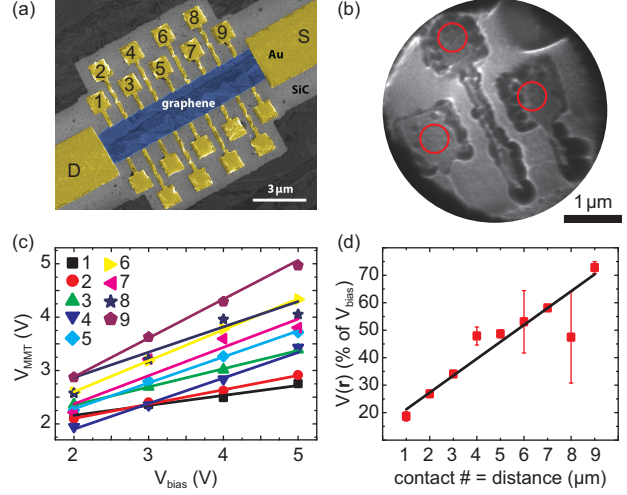 (a)
S
8
6
9
4
7
2
5
3
1
Au
SiC
graphene
D
3 µm
(b)
1 µm
(c)
5
4
3
2
V_MMT (V)
1
2
3
4
5
6
7
8
9
2 3 4 5
V_bias (V)
(d)
70
60
50
40
30
20
V(r) (% of V_bias)
1 2 3 4 5 6 7 8 9
contact # = distance (µm)